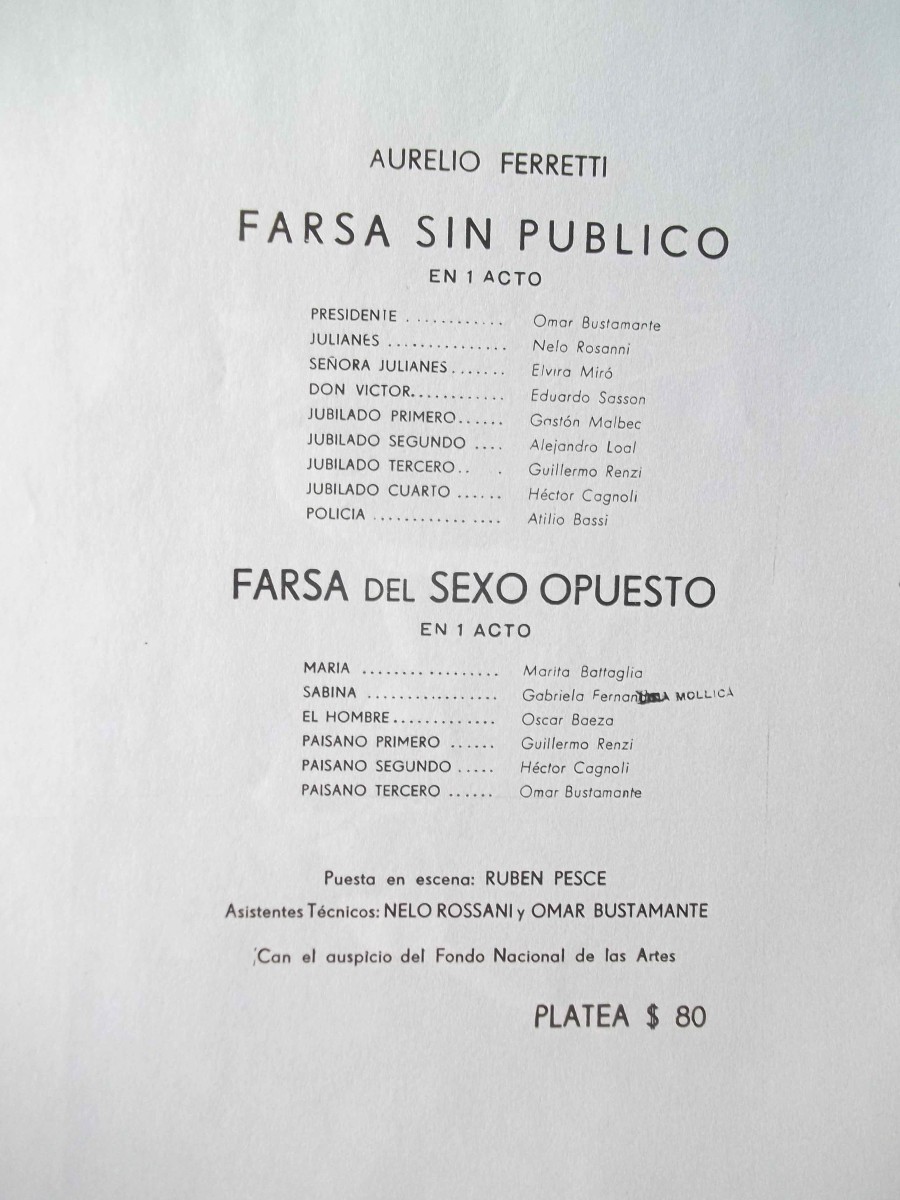 AURELIO FERRETTI
FARSA SIN PUBLICO
EN 1 ACTO
PRESIDENTE ............ Omar Bustamante
JULIANES ............... Nelo Rosanni
SEÑORA JULIANES....... Elvira Miró
DON VICTOR............ Eduardo Sasson
JUBILADO PRIMERO...... Gastón Malbec
JUBILADO SEGUNDO .... Alejandro Loal
JUBILADO TERCERO.. . Guillermo Renzi
JUBILADO CUARTO ...... Héctor Cagnoli
POLICIA ................ Atilio Bassi
FARSA DEL SEXO OPUESTO
EN 1 ACTO
MARIA ................. Marita Battaglia
SABINA ................ Gabriela MOLLICA
EL HOMBRE............. Oscar Baeza
PAISANO PRIMERO ...... Guillermo Renzi
PAISANO SEGUNDO ..... Héctor Cagnoli
PAISANO TERCERO ...... Omar Bustamante
Puesta en escena: RUBEN PESCE
Asistentes Técnicos: NELO ROSSANI y OMAR BUSTAMANTE
Can el auspicio del Fondo Nacional de las Artes
PLATEA $ 80